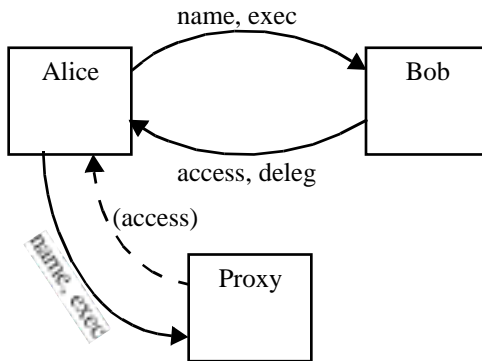 name, exec
Alice
Bob
access, deleg
(access)
name, exec
Proxy